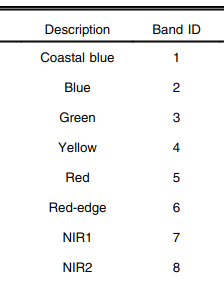 Description Band ID
Coastal blue 1
Blue 2
Green 3
Yellow 4
Red 5
Red-edge 6
NIR1 7
NIR2 8